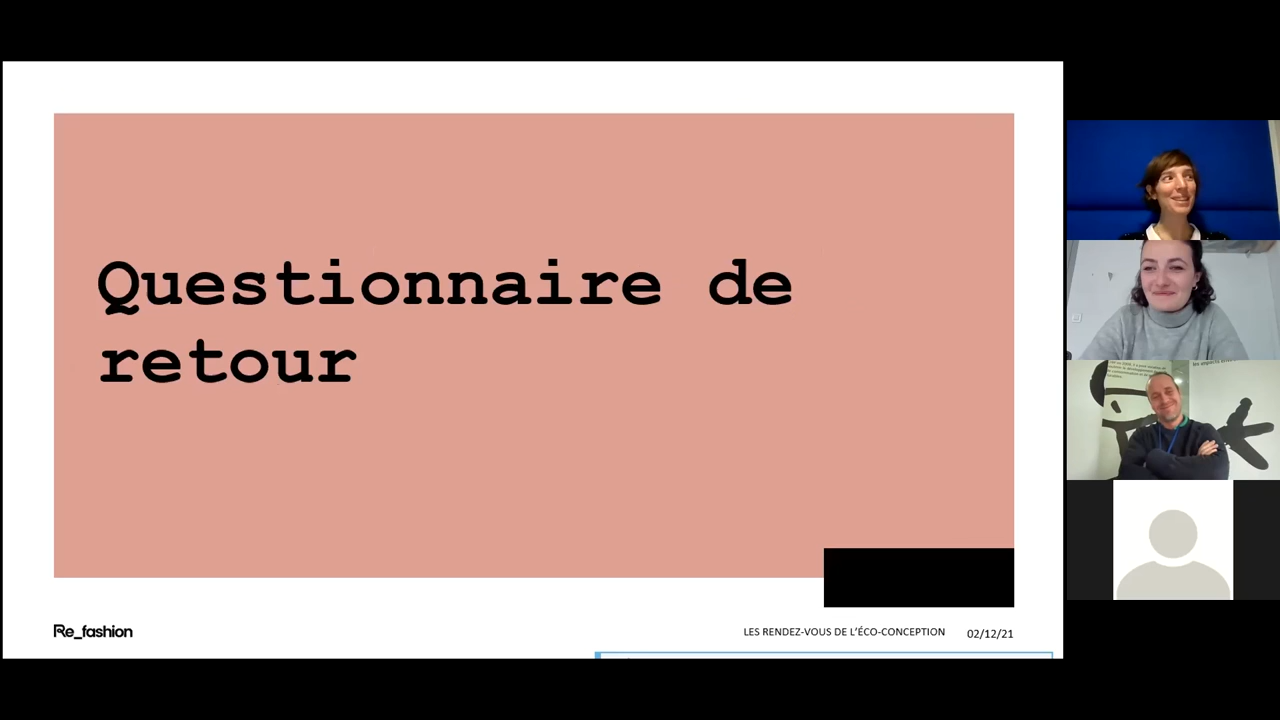 Questionnaire de
retour
Re_fashion
LES RENDEZ-VOUS DE L'ÉCO-CONCEPTION 02/12/21